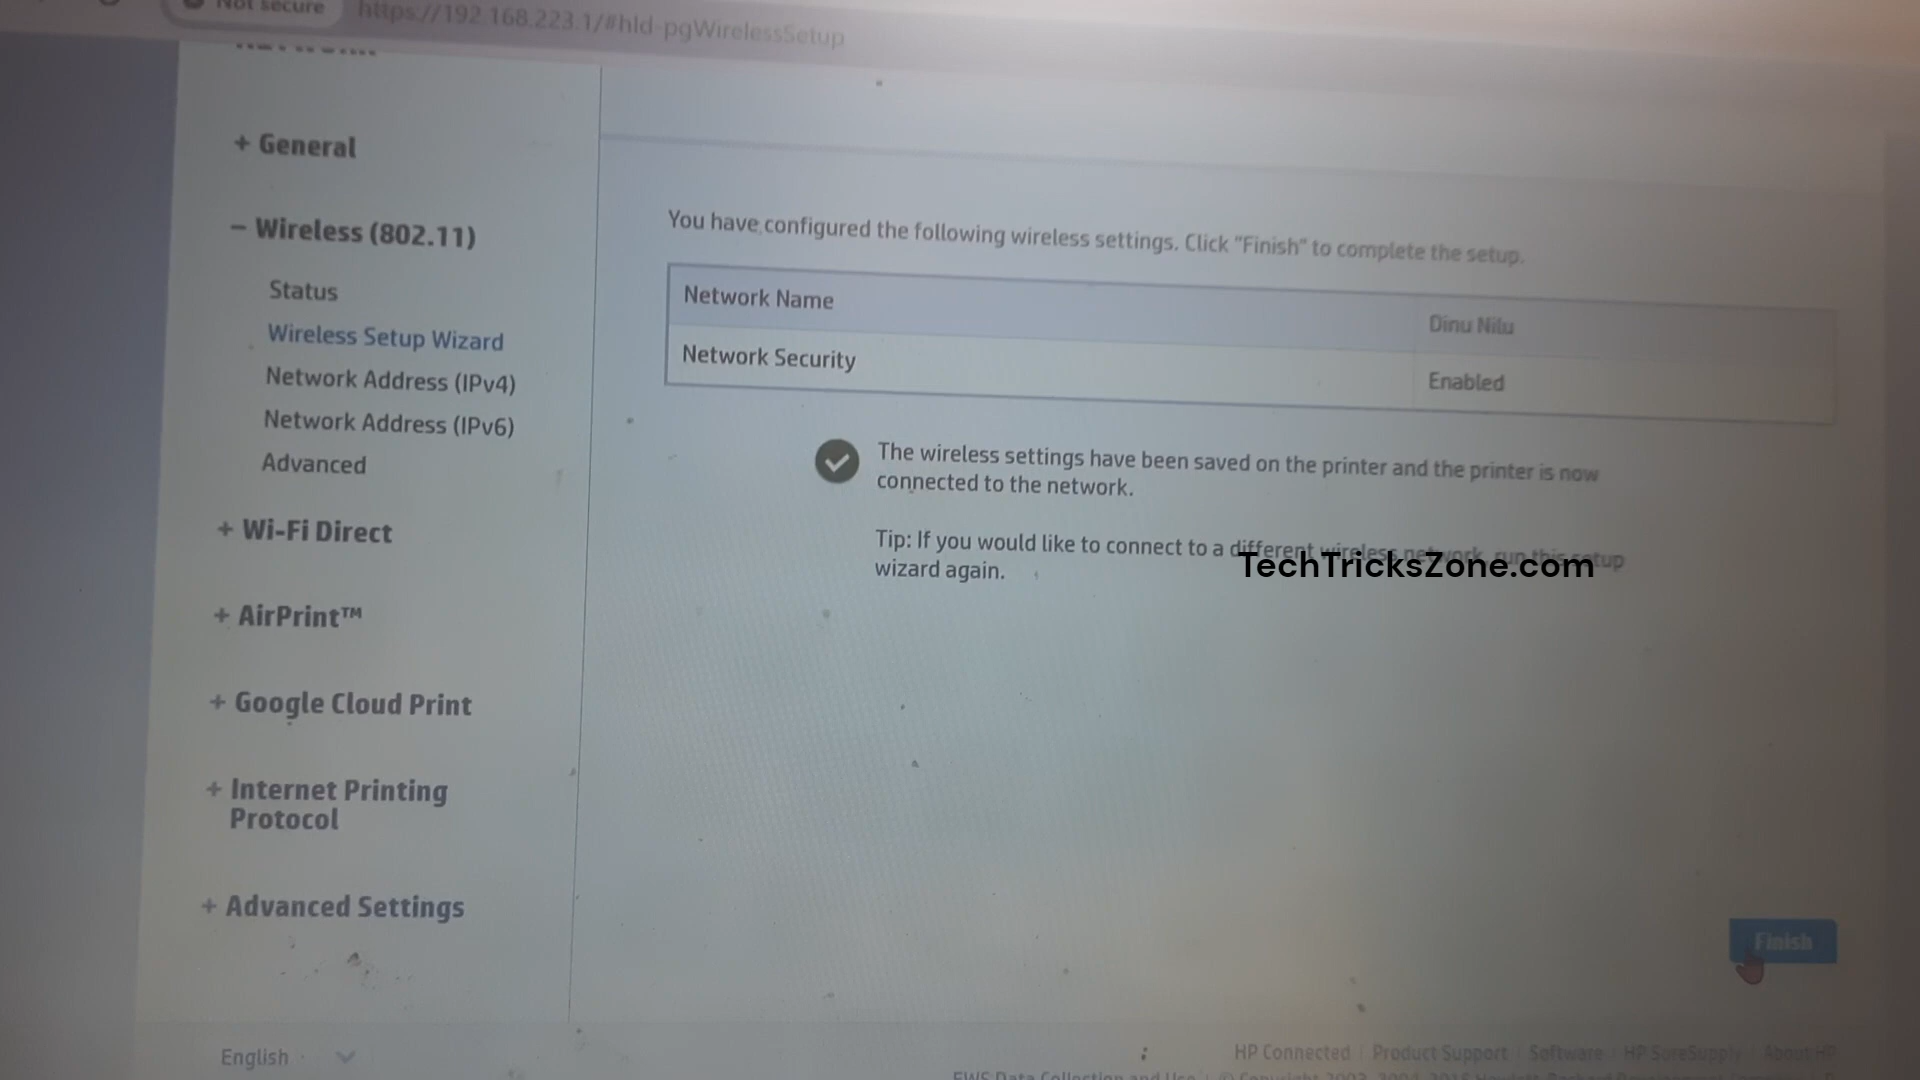 Not secure
https://192.168.223.1/#hId-pgWirelessSetup
+ General
− Wireless (802.11)
Status
Wireless Setup Wizard
Network Address (IPv4)
Network Address (IPv6)
Advanced
+ Wi-Fi Direct
+ AirPrint™
+ Google Cloud Print
+ Internet Printing
Protocol
+ Advanced Settings
English
You have configured the following wireless settings. Click "Finish" to complete the setup.
Network Name Dinu Nilu
Network Security Enabled
The wireless settings have been saved on the printer and the printer is now
connected to the network.
Tip: If you would like to connect to a different wireless network, run this setup
wizard again.
TechTricksZone.com
Finish
HP Connected | Product Support | Software | HP SureSupply | About HP
EWS Data Collection and Use